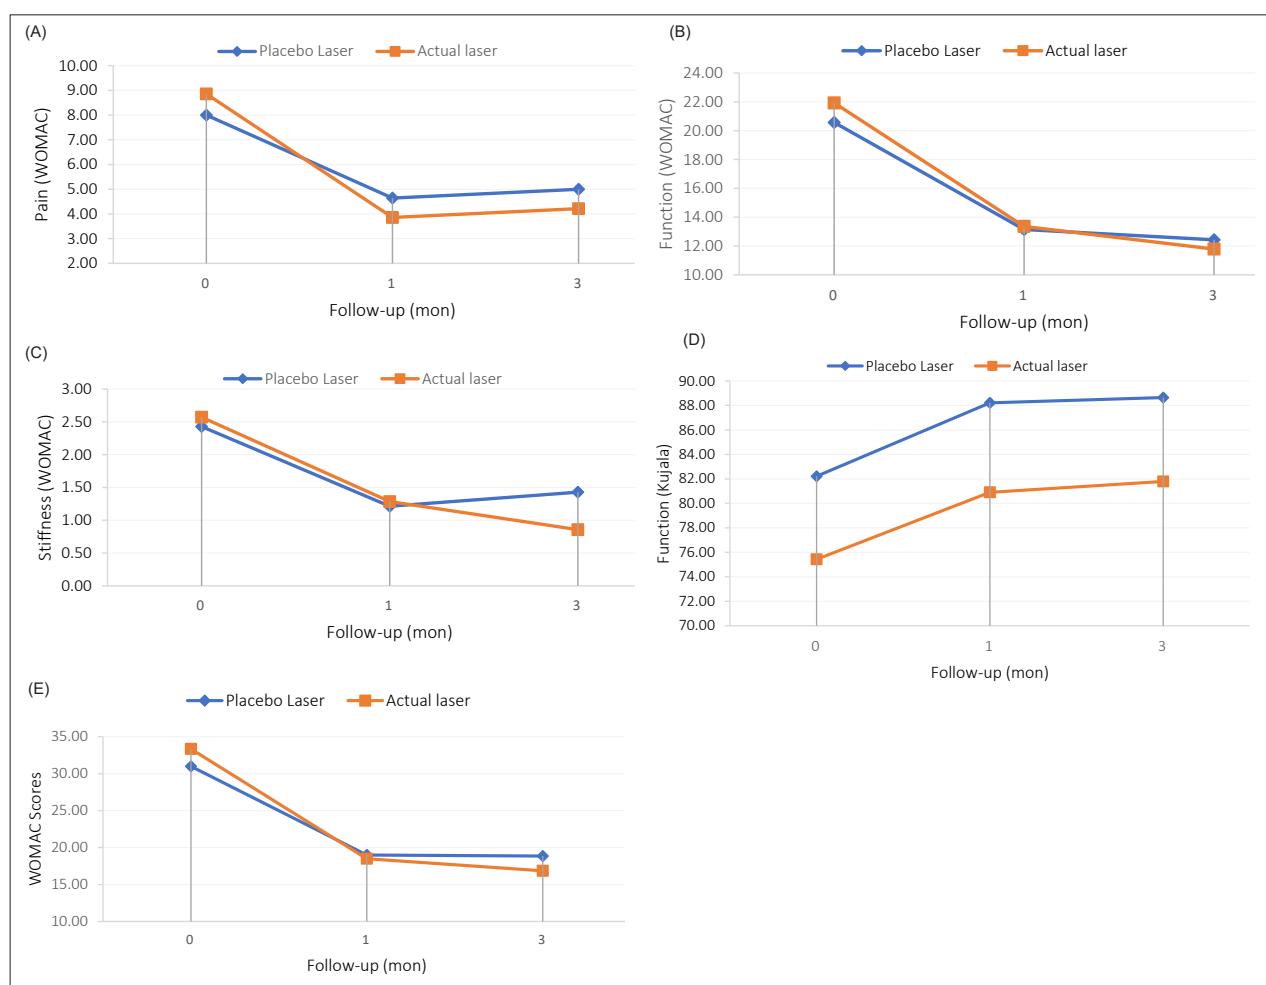 (A)
Placebo Laser Actual laser
10.00
9.00
8.00
7.00
6.00
5.00
4.00
3.00
2.00
Pain (WOMAC)
0 1 3
Follow-up (mon)
(B)
Placebo Laser Actual laser
24.00
22.00
20.00
18.00
16.00
14.00
12.00
10.00
Function (WOMAC)
0 1 3
Follow-up (mon)
(C)
Placebo Laser Actual laser
3.00
2.50
2.00
1.50
1.00
0.50
0.00
Stiffness (WOMAC)
0 1 3
Follow-up (mon)
(D)
Placebo Laser Actual laser
90.00
88.00
86.00
84.00
82.00
80.00
78.00
76.00
74.00
72.00
70.00
Function (Kujala)
0 1 3
Follow-up (mon)
(E)
Placebo Laser Actual laser
35.00
30.00
25.00
20.00
15.00
10.00
WOMAC Scores
0 1 3
Follow-up (mon)